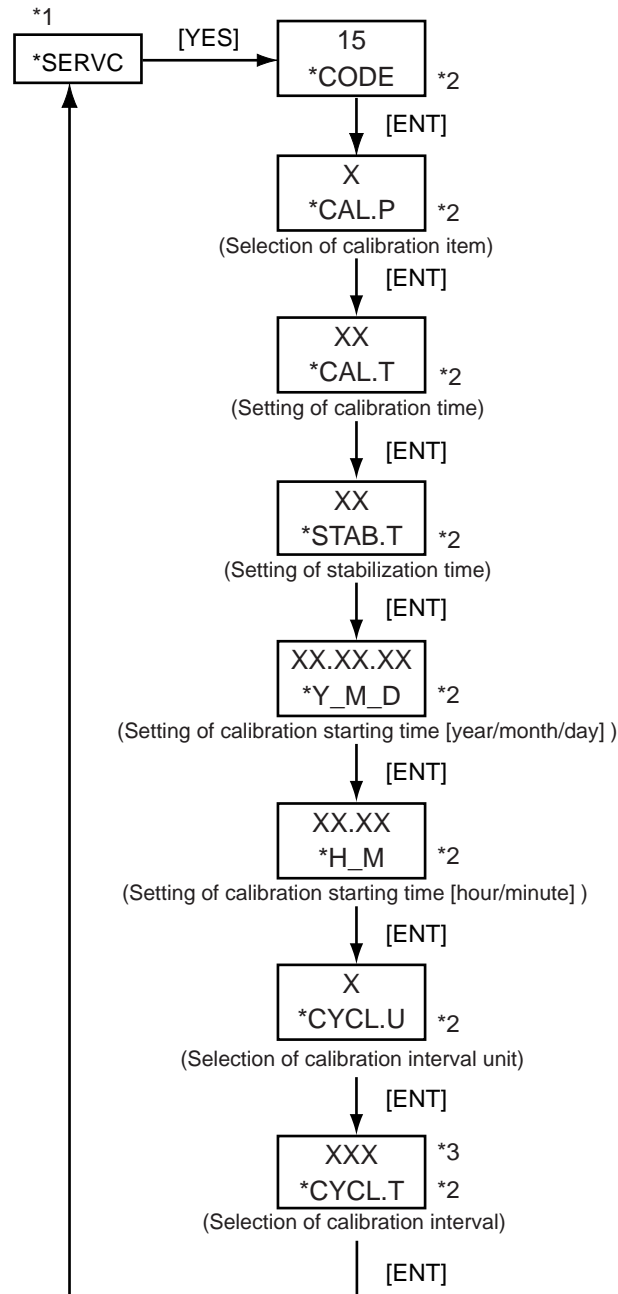 *1
*SERVC
[YES]
15
*CODE *2
[ENT]
X
*CAL.P *2
(Selection of calibration item)
[ENT]
XX
*CAL.T *2
(Setting of calibration time)
[ENT]
XX
*STAB.T *2
(Setting of stabilization time)
[ENT]
XX.XX.XX
*Y_M_D *2
(Setting of calibration starting time [year/month/day] )
[ENT]
XX.XX
*H_M *2
(Setting of calibration starting time [hour/minute] )
[ENT]
X
*CYCL.U *2
(Selection of calibration interval unit)
[ENT]
XXX *3
*CYCL.T *2
(Selection of calibration interval)
[ENT]